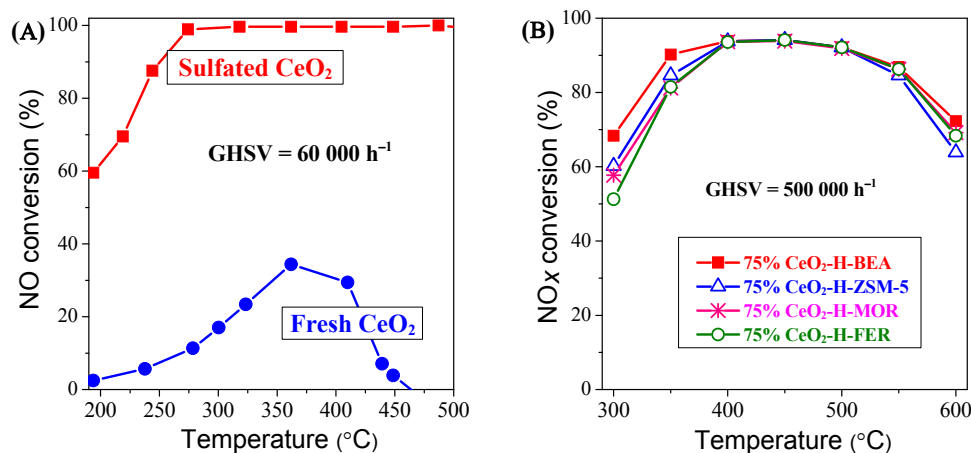 (A)
NO conversion (%)
100
80
60
40
20
0
Sulfated CeO₂
GHSV = 60 000 h⁻¹
Fresh CeO₂
200 250 300 350 400 450 500
Temperature (°C)
(B)
NOx conversion (%)
100
80
60
40
20
0
GHSV = 500 000 h⁻¹
75% CeO₂-H-BEA
75% CeO₂-H-ZSM-5
75% CeO₂-H-MOR
75% CeO₂-H-FER
300 400 500 600
Temperature (°C)